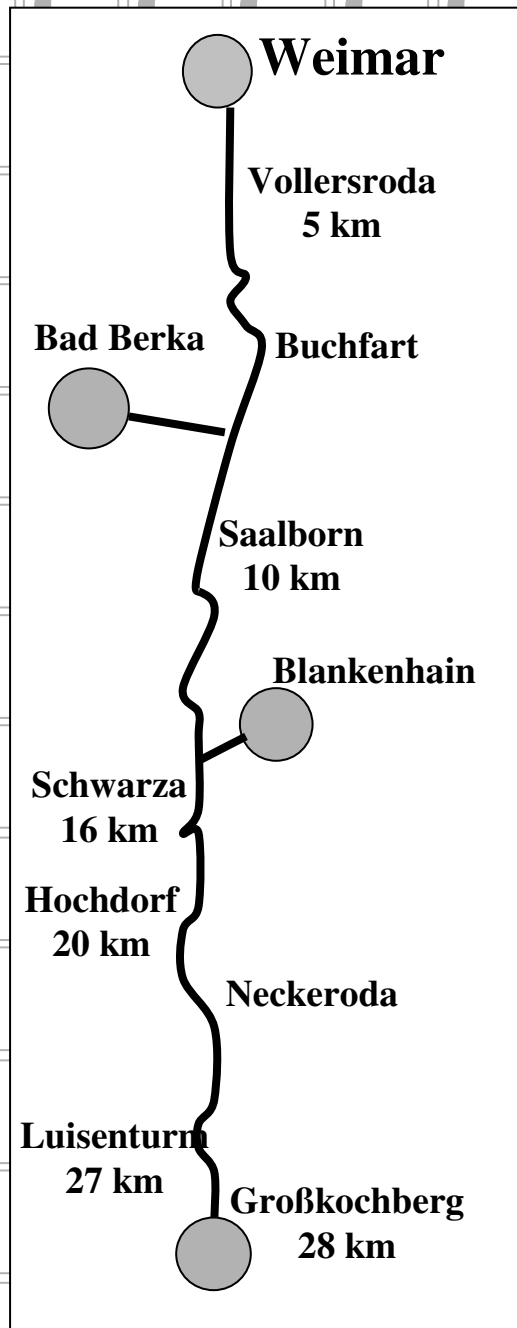 Weimar
Vollersroda
5 km
Bad Berka
Buchfart
Saalborn
10 km
Blankenhain
Schwarza
16 km
Hochdorf
20 km
Neckeroda
Luisenturm
27 km
Großkochberg
28 km